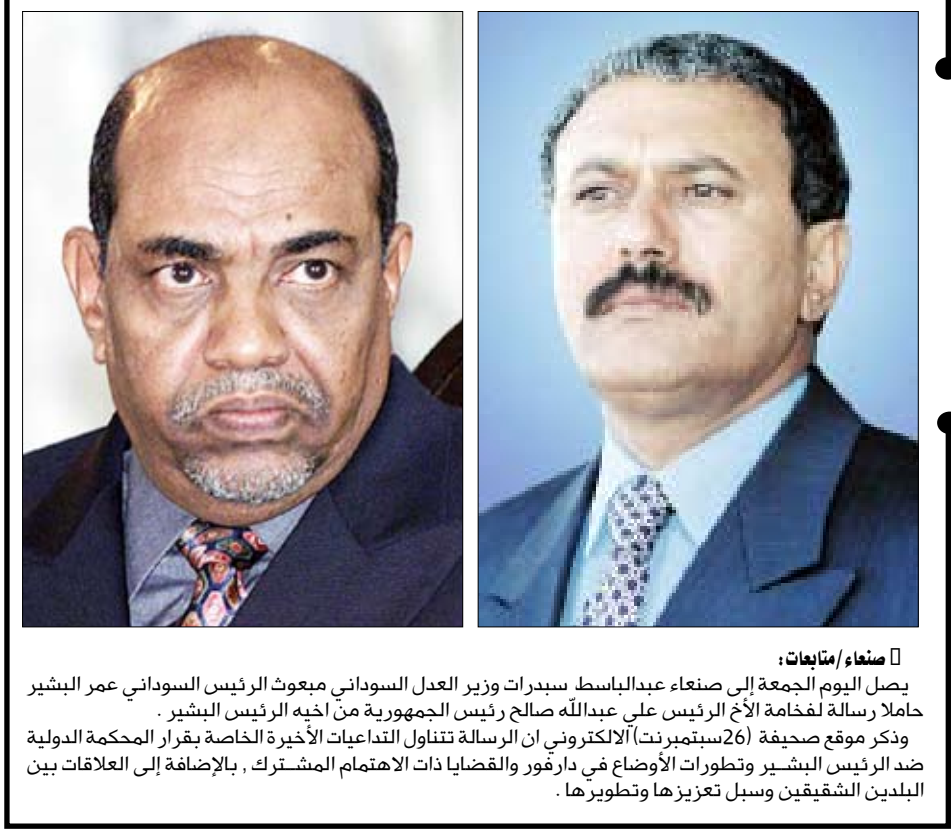 صنعاء/متابعات:
يصل اليوم الجمعة إلى صنعاء عبدالباسط سبدرات وزير العدل السوداني مبعوث الرئيس السوداني عمر البشير
حاملا رسالة لفخامة الأخ الرئيس علي عبدالله صالح رئيس الجمهورية من اخيه الرئيس البشير .
وذكر موقع صحيفة (26سبتمبرنت) الالكتروني ان الرسالة تتناول التداعيات الأخيرة الخاصة بقرار المحكمة الدولية
ضد الرئيس البشير وتطورات الأوضاع في دارفور والقضايا ذات الاهتمام المشترك , بالإضافة إلى العلاقات بين
البلدين الشقيقين وسبل تعزيزها وتطويرها .